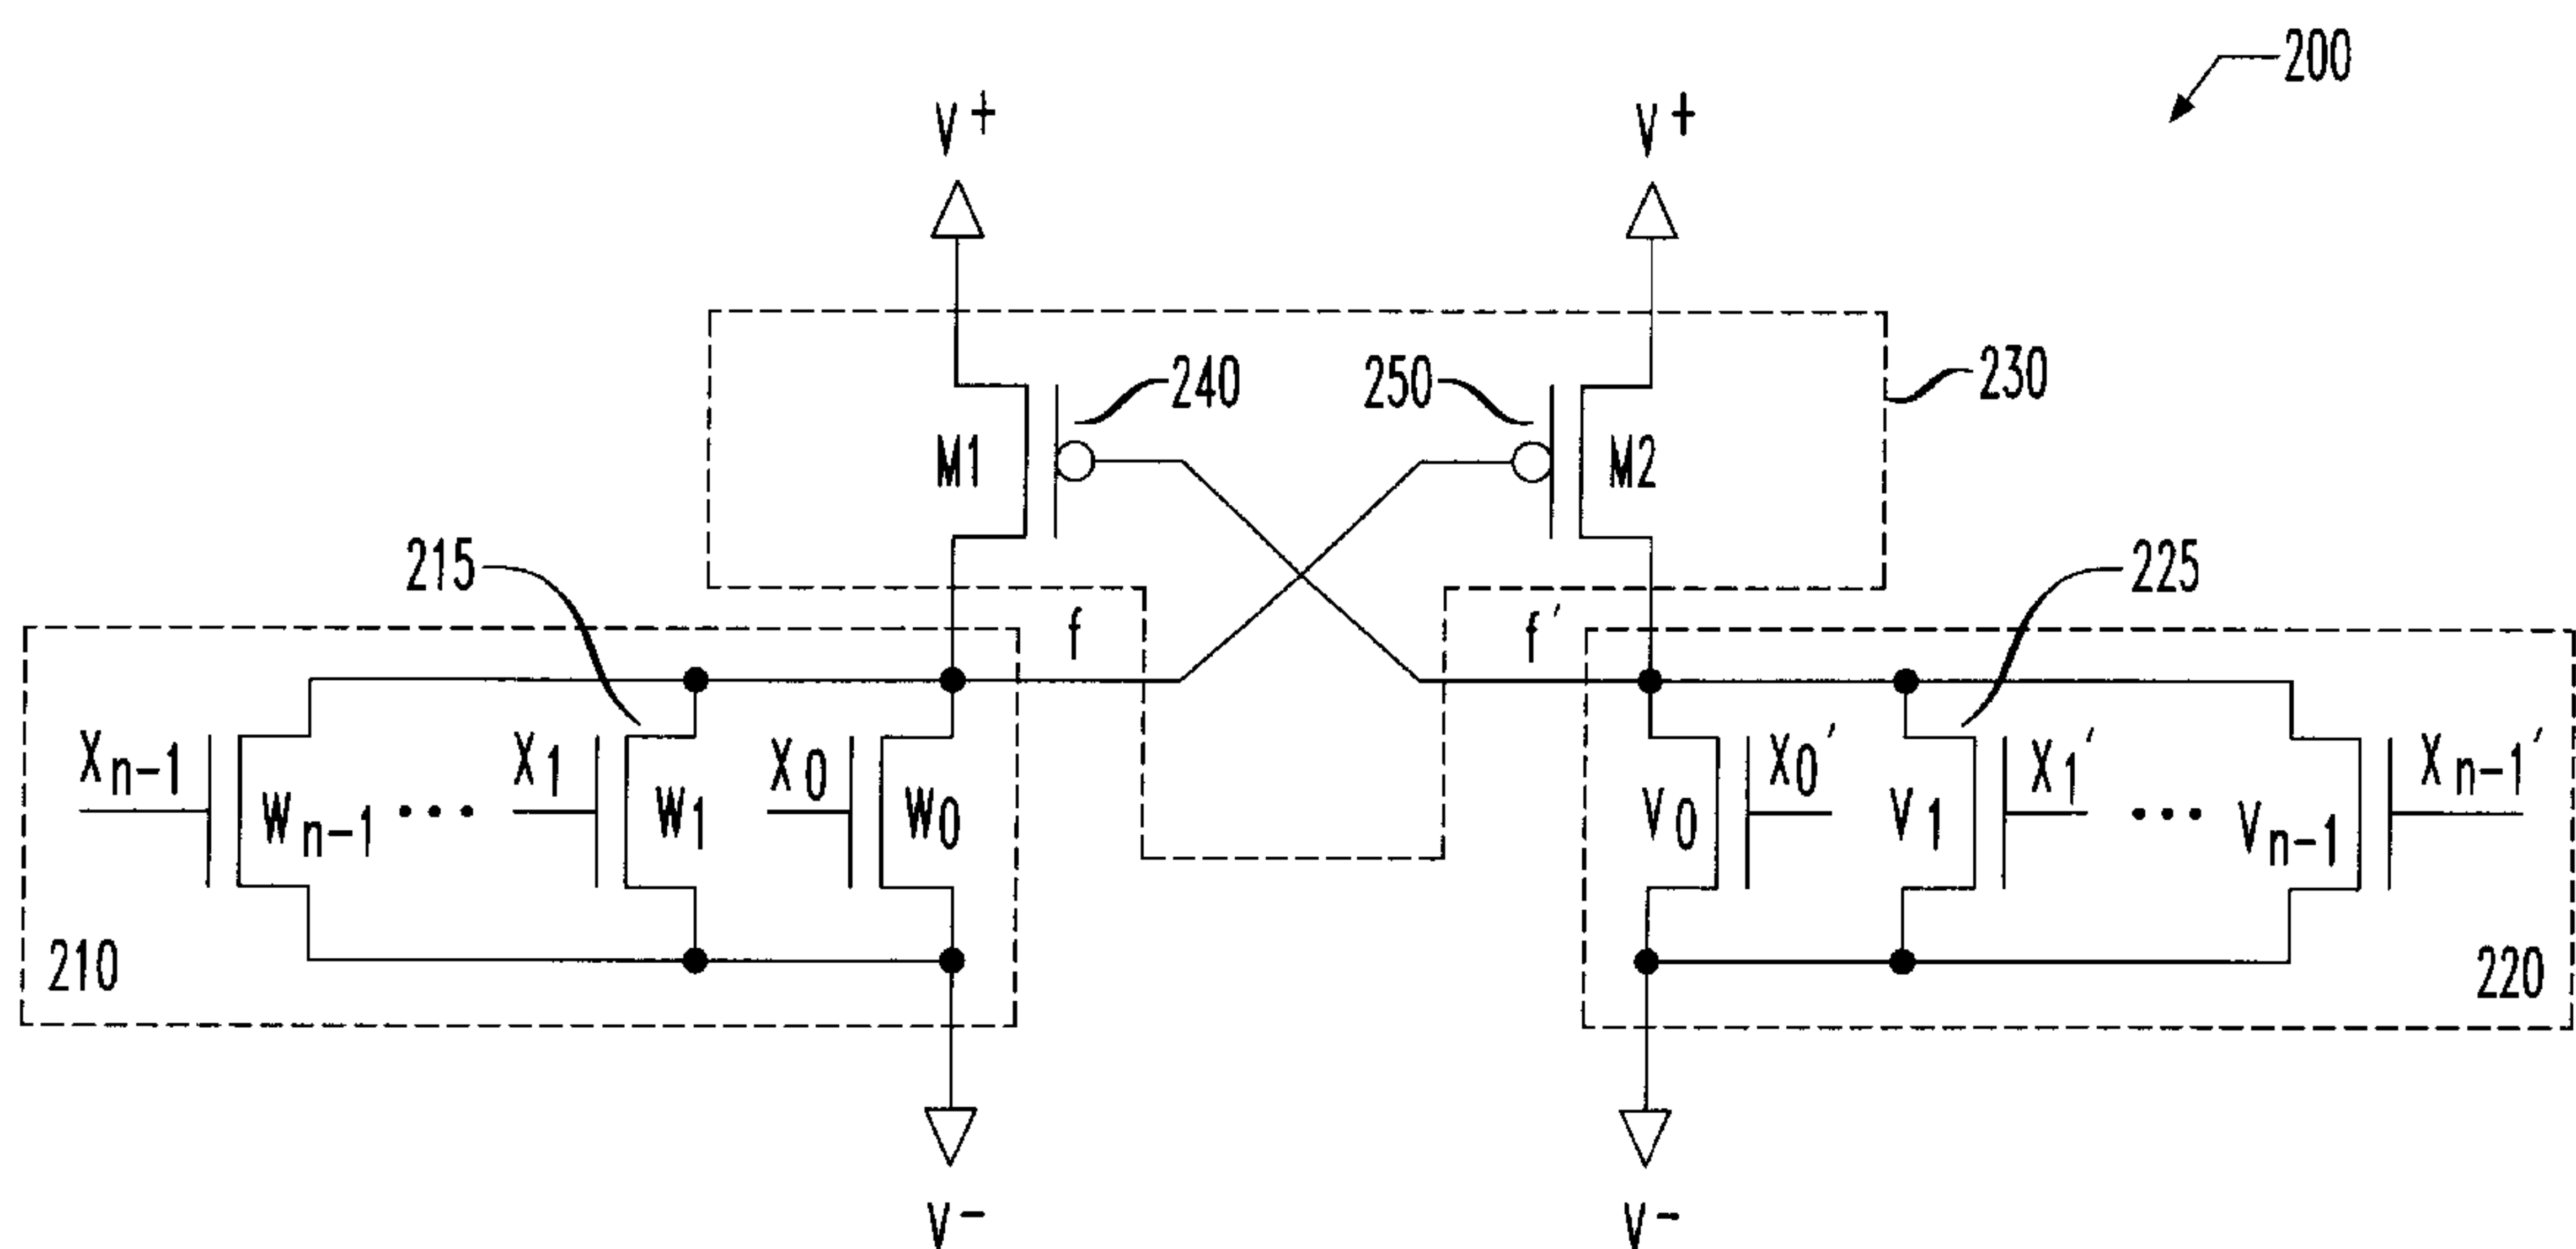 200
V+
V+
240
250
230
M1
M2
215
225
f
f′
Xn-1
X1
X0
X0′
X1′
Xn-1′
Wn-1
•••
W1
W0
V0
V1
•••
Vn-1
210
220
V−
V−